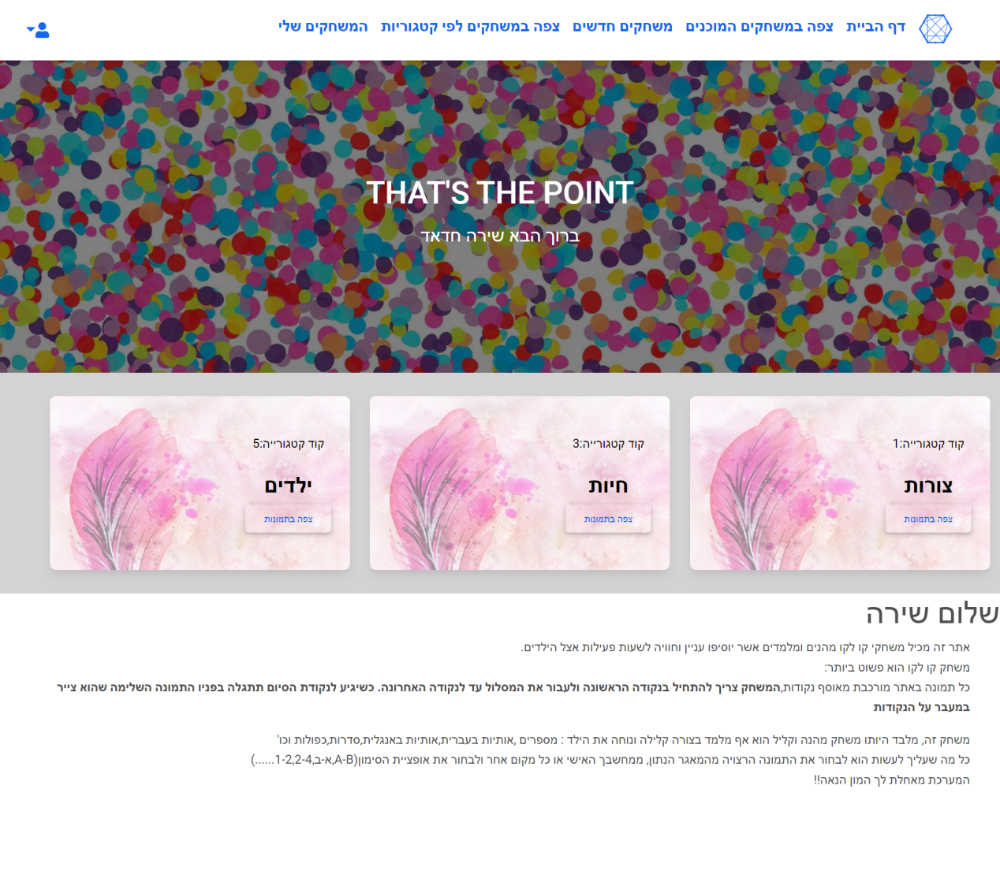 דף הבית
צפה במשחקים המוכנים
משחקים חדשים
צפה במשחקים לפי קטגוריות
המשחקים שלי
THAT'S THE POINT
ברוך הבא שירה חדאד
קוד קטגורייה:1
צורות
צפה בתמונות
קוד קטגורייה:3
חיות
צפה בתמונות
קוד קטגורייה:5
ילדים
צפה בתמונות
שלום שירה
אתר זה מכיל משחקי קו לקו מהנים ומלמדים אשר יוסיפו עניין וחוויה לשעות פעילות אצל הילדים.
משחק קו לקו הוא פשוט ביותר:
כל תמונה באתר מורכבת מאוסף נקודות,המשחק צריך להתחיל בנקודה הראשונה ולעבור את המסלול עד לנקודה האחרונה. כשיגיע לנקודת הסיום תתגלה בפניו התמונה השלימה שהוא צייר
במעבר על הנקודות
משחק זה, מלבד היותו משחק מהנה וקליל הוא אף מלמד בצורה קלילה ונוחה את הילד : מספרים ,אותיות בעברית,אותיות באנגלית,סדרות,כפולות וכו'
כל מה שעליך לעשות הוא לבחור את התמונה הרצויה מהמאגר הנתון, ממחשבך האישי או כל מקום אחר ולבחור את אופציית הסימון(A-B,א-ב,1-2,2-4......)
המערכת מאחלת לך המון הנאה!!